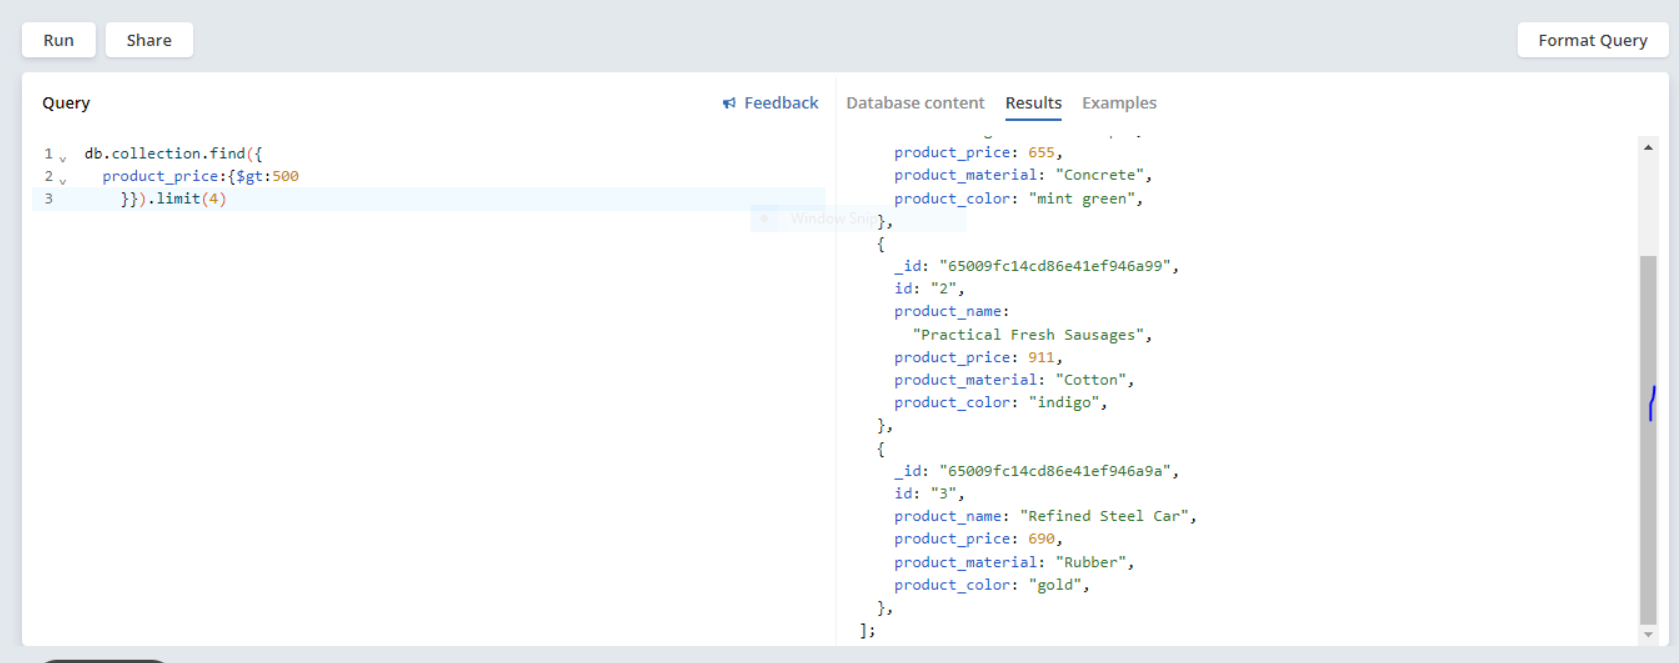 Run
Share
Format Query
Query
Feedback
Database content
Results
Examples
1 db.collection.find({
2 product_price:{$gt:500
3 }}).limit(4)
Window Snip
product_price: 655,
product_material: "Concrete",
product_color: "mint green",
},
{
_id: "65009fc14cd86e41ef946a99",
id: "2",
product_name:
"Practical Fresh Sausages",
product_price: 911,
product_material: "Cotton",
product_color: "indigo",
},
{
_id: "65009fc14cd86e41ef946a9a",
id: "3",
product_name: "Refined Steel Car",
product_price: 690,
product_material: "Rubber",
product_color: "gold",
},
];